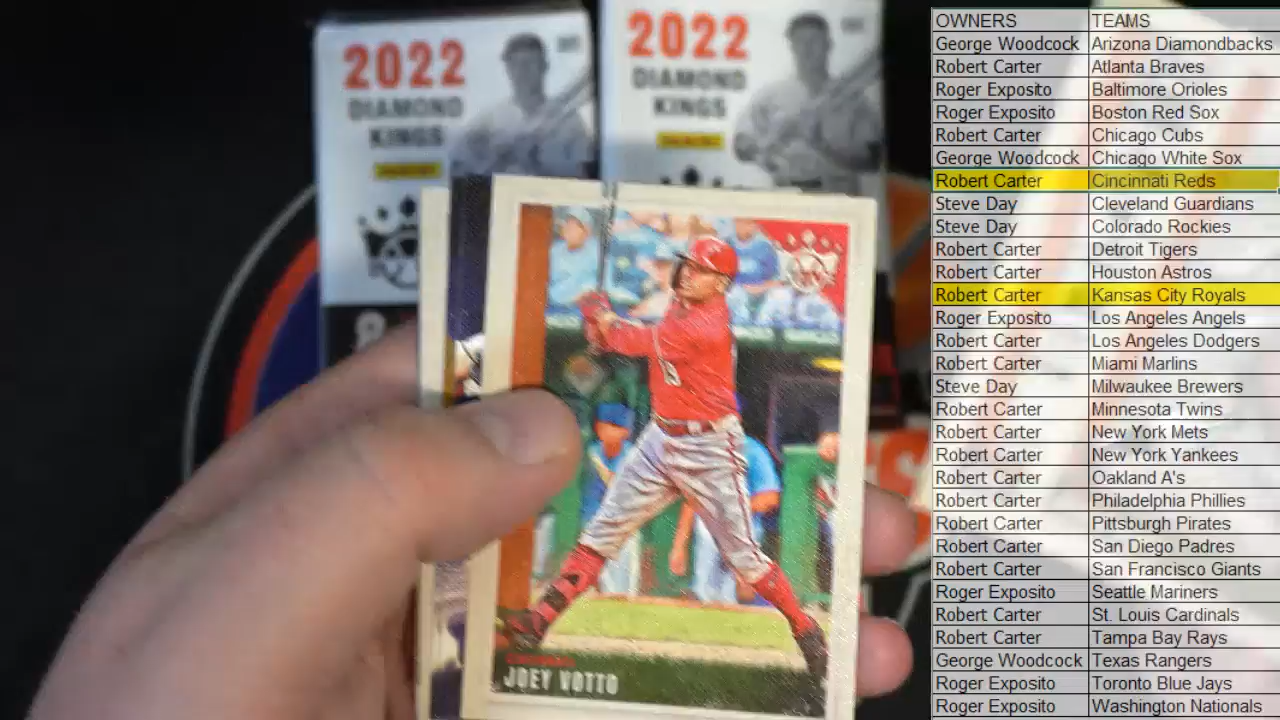 2022
DIAMOND
KINGS
PANINI
2022
DIAMOND
KINGS
PANINI
19
JOEY VOTTO
OWNERS TEAMS
George Woodcock Arizona Diamondbacks
Robert Carter Atlanta Braves
Roger Exposito Baltimore Orioles
Roger Exposito Boston Red Sox
Robert Carter Chicago Cubs
George Woodcock Chicago White Sox
Robert Carter Cincinnati Reds
Steve Day Cleveland Guardians
Steve Day Colorado Rockies
Robert Carter Detroit Tigers
Robert Carter Houston Astros
Robert Carter Kansas City Royals
Roger Exposito Los Angeles Angels
Robert Carter Los Angeles Dodgers
Robert Carter Miami Marlins
Steve Day Milwaukee Brewers
Robert Carter Minnesota Twins
Robert Carter New York Mets
Robert Carter New York Yankees
Robert Carter Oakland A's
Robert Carter Philadelphia Phillies
Robert Carter Pittsburgh Pirates
Robert Carter San Diego Padres
Robert Carter San Francisco Giants
Roger Exposito Seattle Mariners
Robert Carter St. Louis Cardinals
Robert Carter Tampa Bay Rays
George Woodcock Texas Rangers
Roger Exposito Toronto Blue Jays
Roger Exposito Washington Nationals